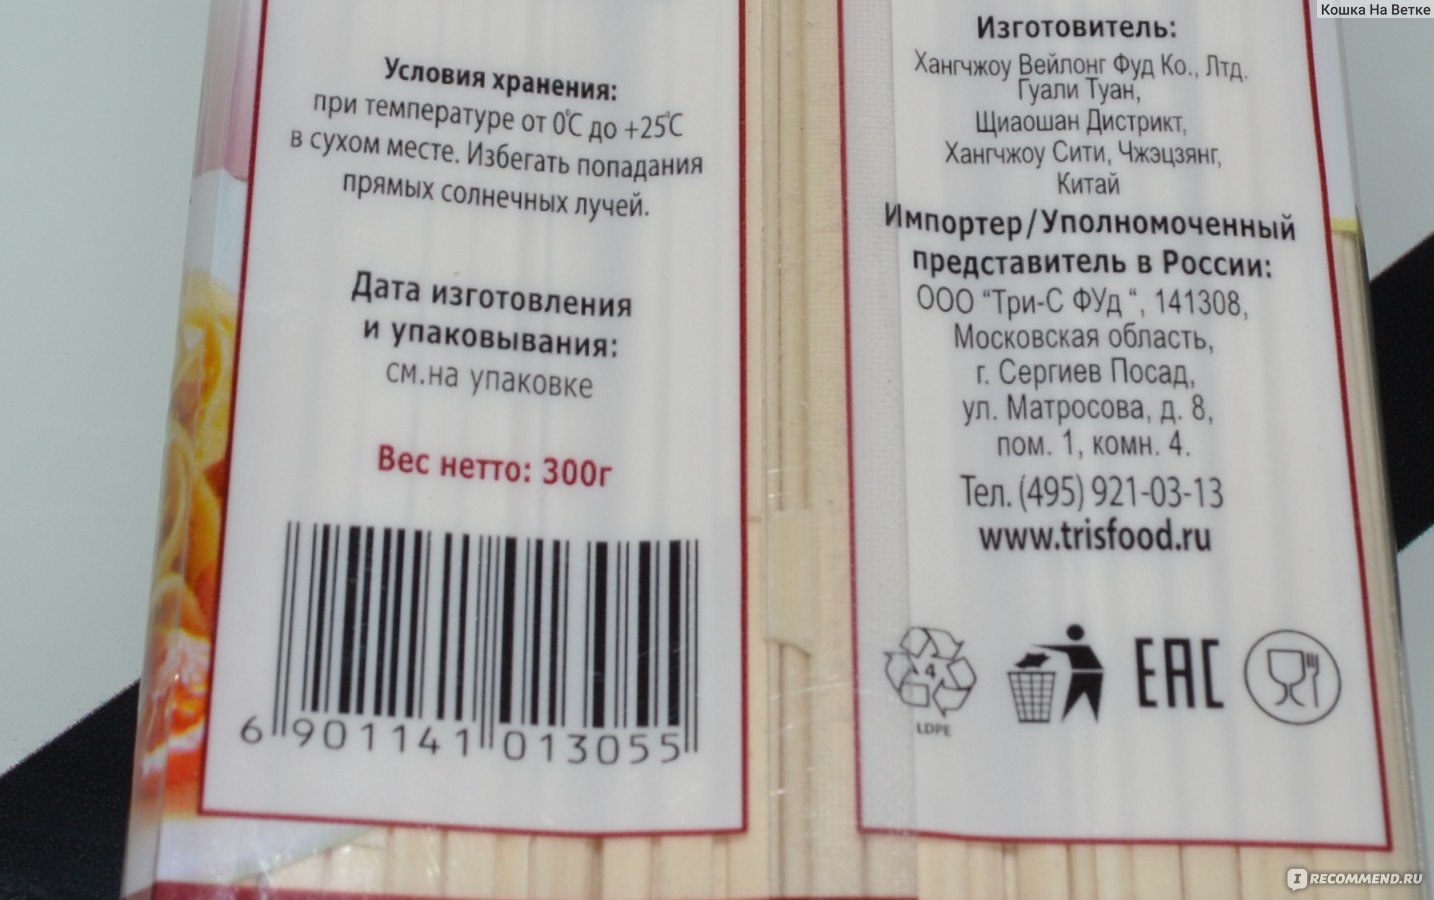 Кошка На Ветке
Условия хранения:
при температуре от 0°C до +25°C
в сухом месте. Избегать попадания
прямых солнечных лучей.
Дата изготовления
и упаковывания:
см.на упаковке
Вес нетто: 300г
6 901141 013055
Изготовитель:
Хангчжоу Вейлонг Фуд Ко., Лтд.
Гуали Туан,
Щиаошан Дистрикт,
Хангчжоу Сити, Чжэцзянг,
Китай
Импортер/Уполномоченный
представитель в России:
ООО “Три-С ФУд “, 141308,
Московская область,
г. Сергиев Посад,
ул. Матросова, д. 8,
пом. 1, комн. 4.
Тел. (495) 921-03-13
www.trisfood.ru
4
LDPE
EAC
IRECOMMEND.RU